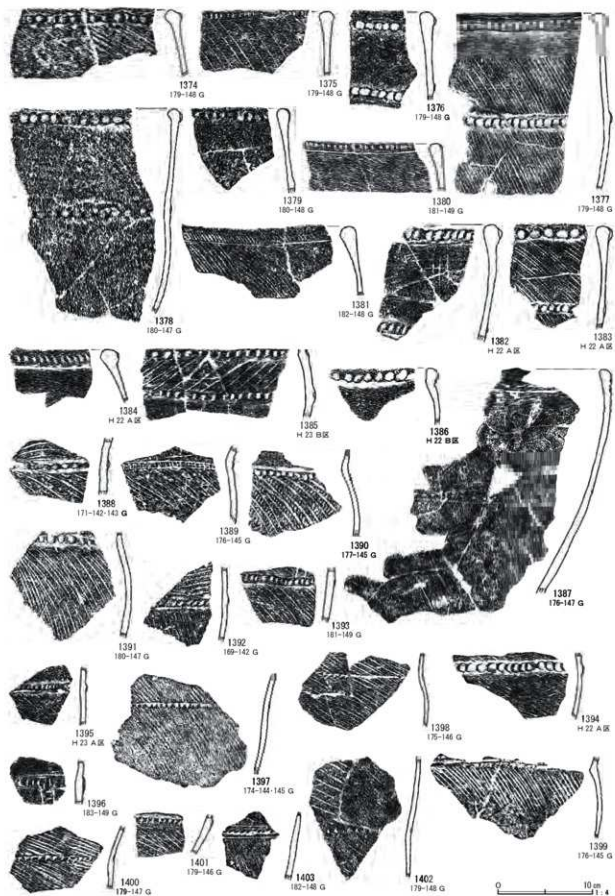 1374
179-148 G
1375
179-148 G
1376
179-148 G
1377
179-148 G
1378
180-147 G
1379
180-148 G
1380
181-149 G
1381
182-148 G
1382
H 22 A区
1383
H 22 A区
1384
H 22 A区
1385
H 23 B区
1386
H 22 B区
1387
176-147 G
1388
171-142・143 G
1389
176-145 G
1390
177-145 G
1391
180-147 G
1392
169-142 G
1393
181-149 G
1394
H 22 A区
1395
H 23 A区
1396
183-149 G
1397
174-144・145 G
1398
175-146 G
1399
176-145 G
1400
179-147 G
1401
179-146 G
1403
182-148 G
1402
179-148 G
0 10 cm
1:4